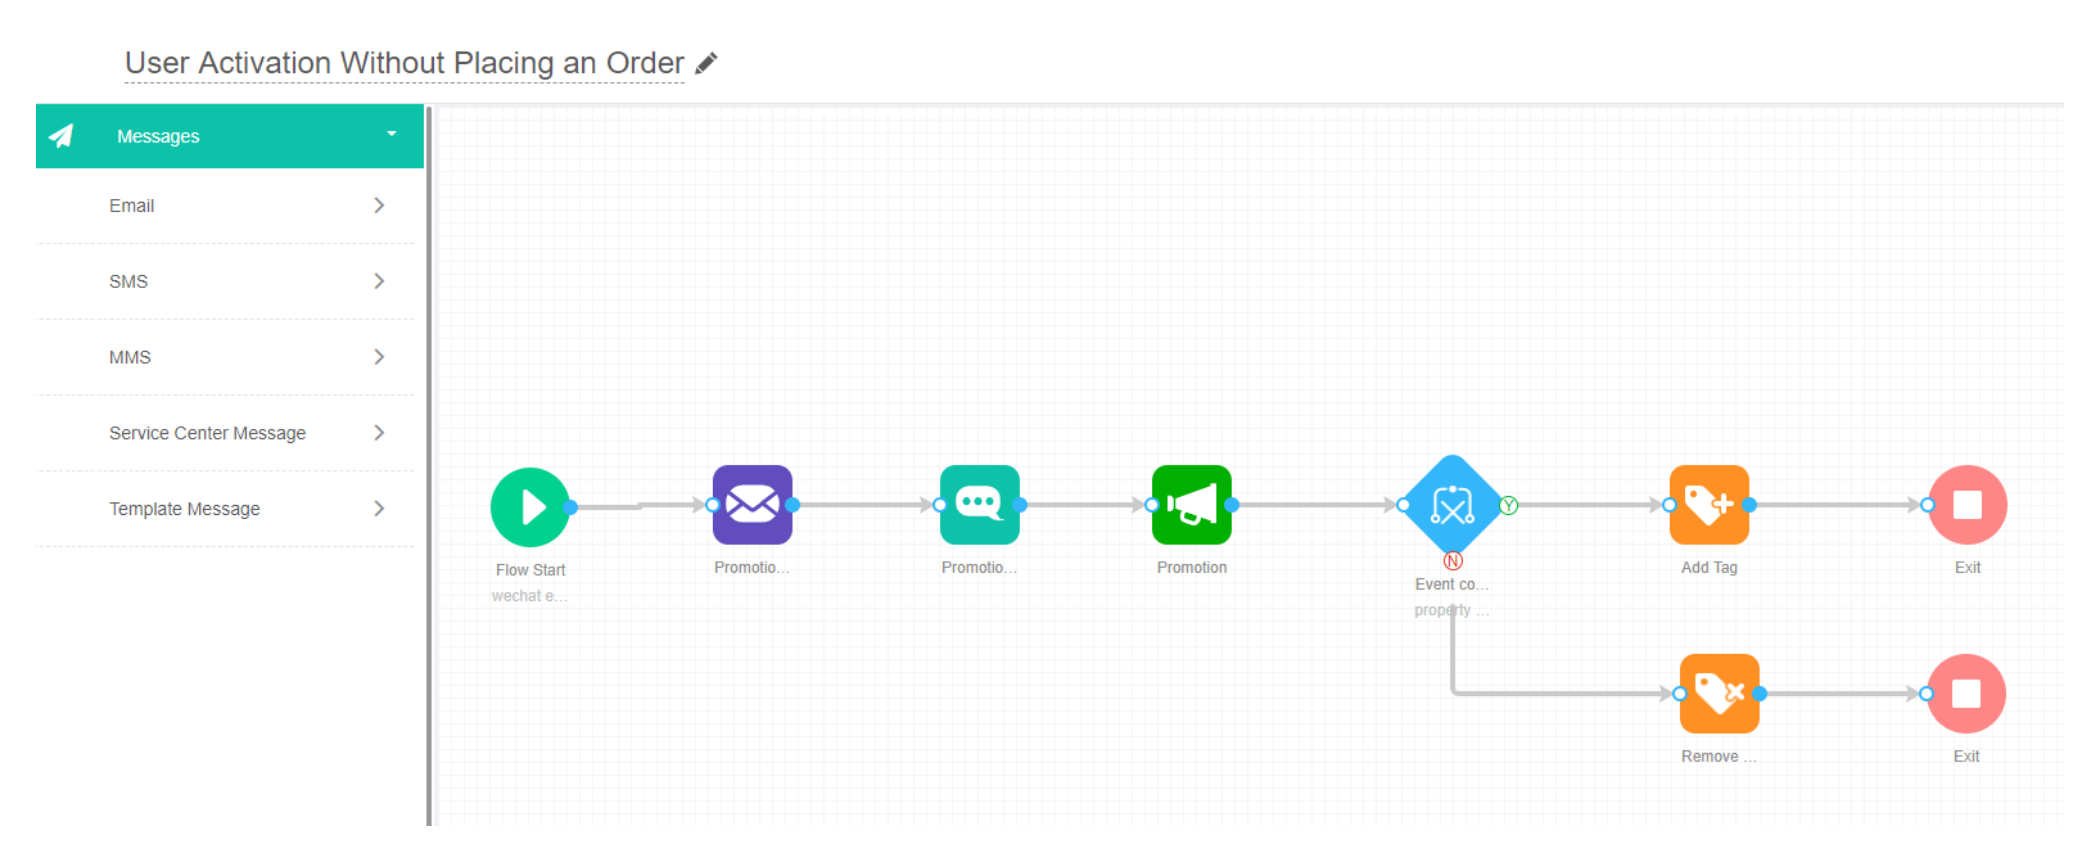 User Activation Without Placing an Order
Messages
Email
SMS
MMS
Service Center Message
Template Message
Flow Start
wechat e...
Promotio...
Promotio...
Promotion
Y
N
Event co...
property ...
Add Tag
Exit
Remove ...
Exit